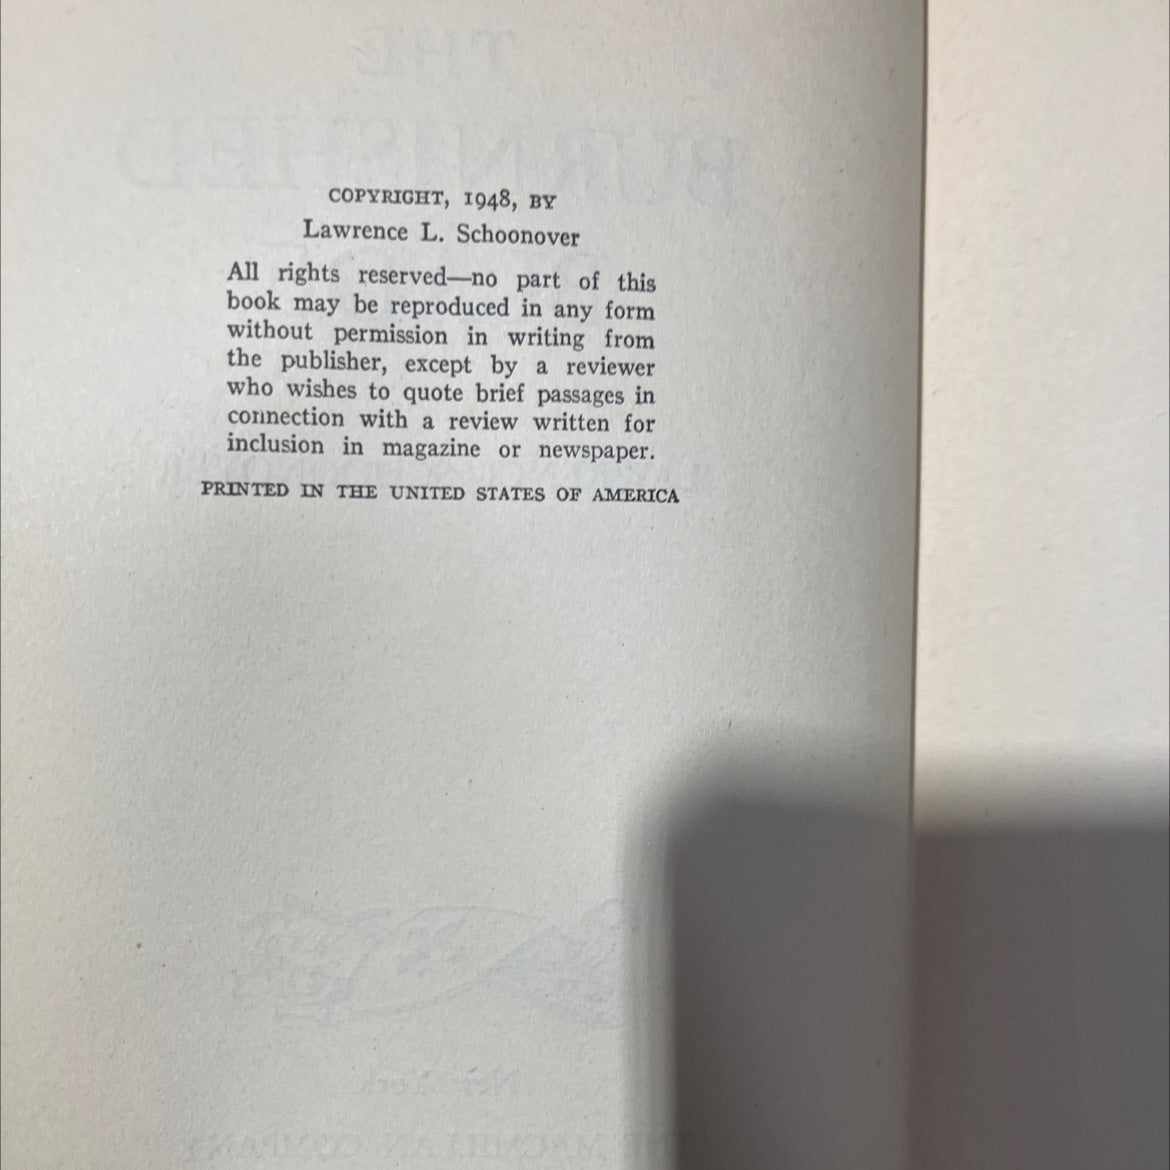 COPYRIGHT, 1948, BY
Lawrence L. Schoonover
All rights reserved—no part of this
book may be reproduced in any form
without permission in writing from
the publisher, except by a reviewer
who wishes to quote brief passages in
connection with a review written for
inclusion in magazine or newspaper.
PRINTED IN THE UNITED STATES OF AMERICA